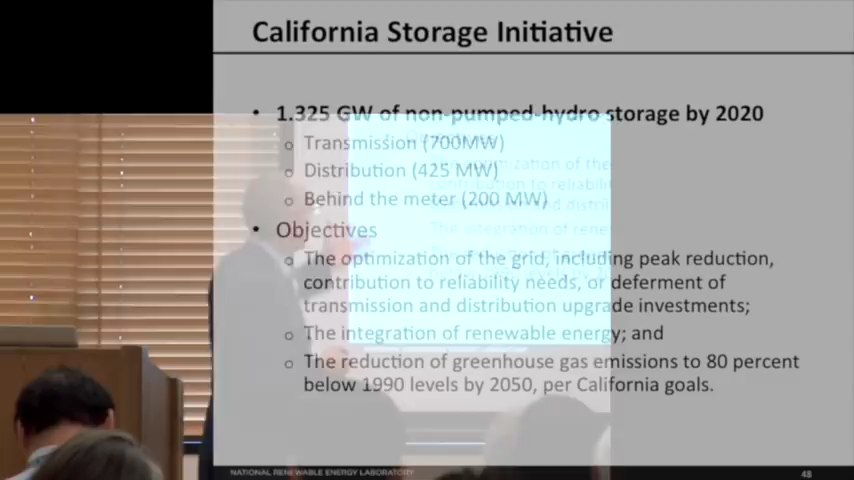 California Storage Initiative
• 1.325 GW of non-pumped-hydro storage by 2020
o Transmission (700MW)
o Distribution (425 MW)
o Behind the meter (200 MW)
• Objectives
o The optimization of the grid, including peak reduction,
contribution to reliability needs, or deferment of
transmission and distribution upgrade investments;
o The integration of renewable energy; and
o The reduction of greenhouse gas emissions to 80 percent
below 1990 levels by 2050, per California goals.
NATIONAL RENEWABLE ENERGY LABORATORY
48